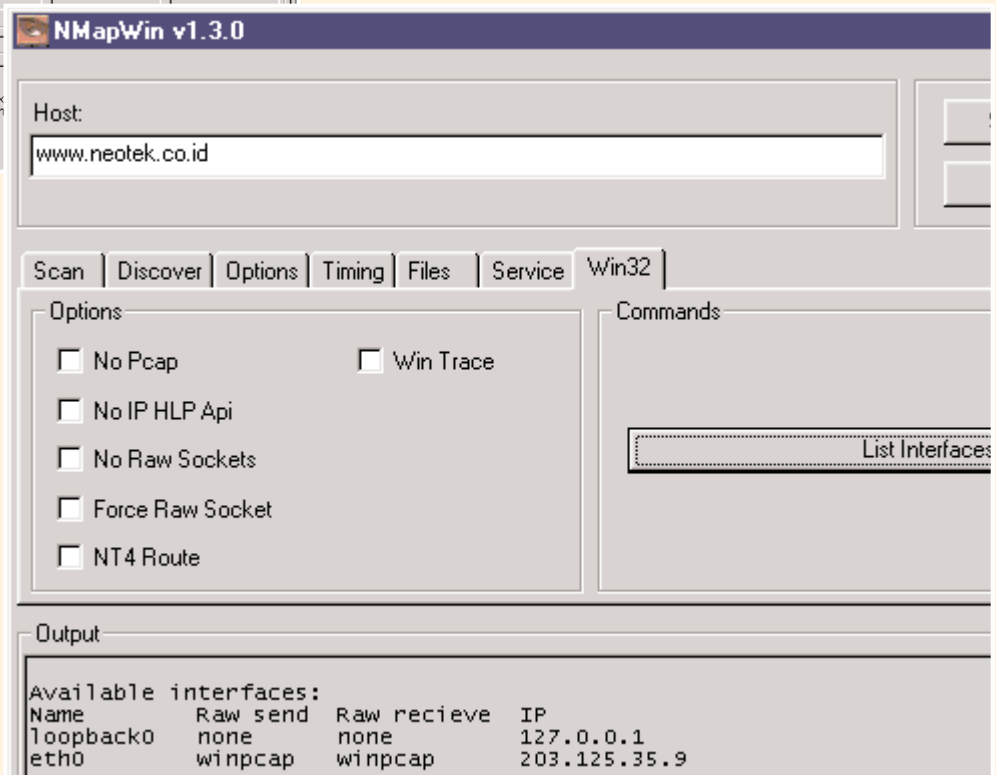 NMapWin v1.3.0
Host:
www.neotek.co.id
Scan Discover Options Timing Files Service Win32
Options
No Pcap Win Trace
No IP HLP Api
No Raw Sockets
Force Raw Socket
NT4 Route
Commands
List Interfaces
Output
Available interfaces:
Name Raw send Raw recieve IP
loopback0 none none 127.0.0.1
eth0 winpcap winpcap 203.125.35.9